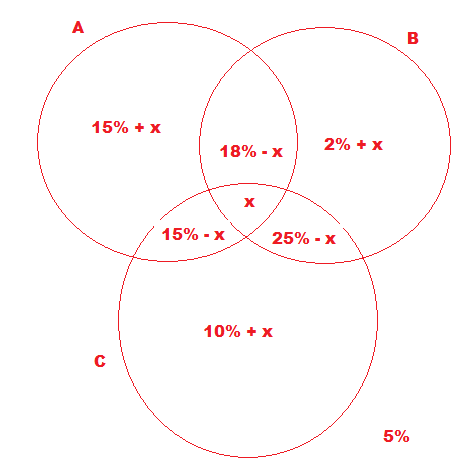 A
B
15% + x
18% - x
2% + x
x
15% - x
25% - x
10% + x
C
5%